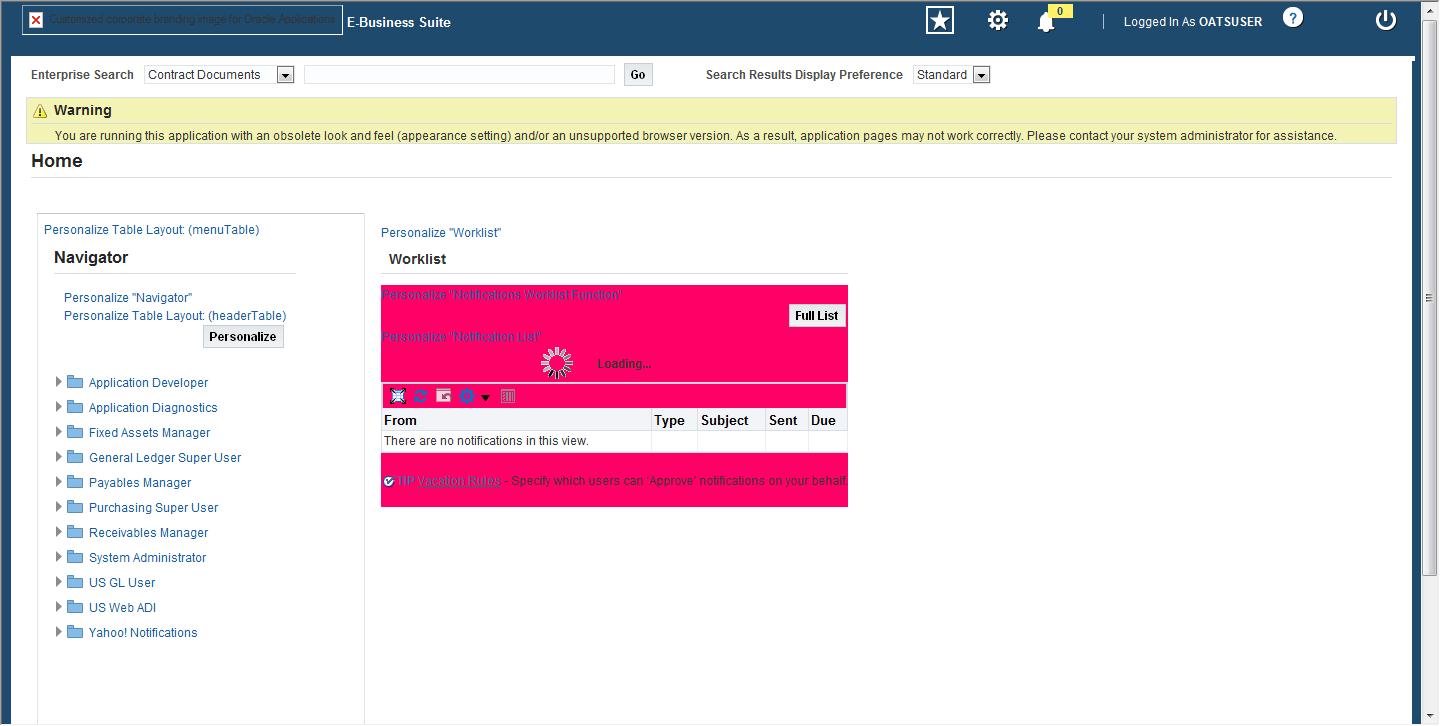 Customized corporate branding image for Oracle Applications E-Business Suite
0
Logged In As OATSUSER ?
Enterprise Search Contract Documents Go Search Results Display Preference Standard
Warning
You are running this application with an obsolete look and feel (appearance setting) and/or an unsupported browser version. As a result, application pages may not work correctly. Please contact your system administrator for assistance.
Home
Personalize Table Layout: (menuTable)
Navigator
Personalize "Navigator"
Personalize Table Layout: (headerTable)
Personalize
Application Developer
Application Diagnostics
Fixed Assets Manager
General Ledger Super User
Payables Manager
Purchasing Super User
Receivables Manager
System Administrator
US GL User
US Web ADI
Yahoo! Notifications
Personalize "Worklist"
Worklist
Personalize "Notifications Worklist Function"
Full List
Personalize "Notification List"
Loading...
From Type Subject Sent Due
There are no notifications in this view.
TIP Vacation Rules - Specify which users can 'Approve' notifications on your behalf.